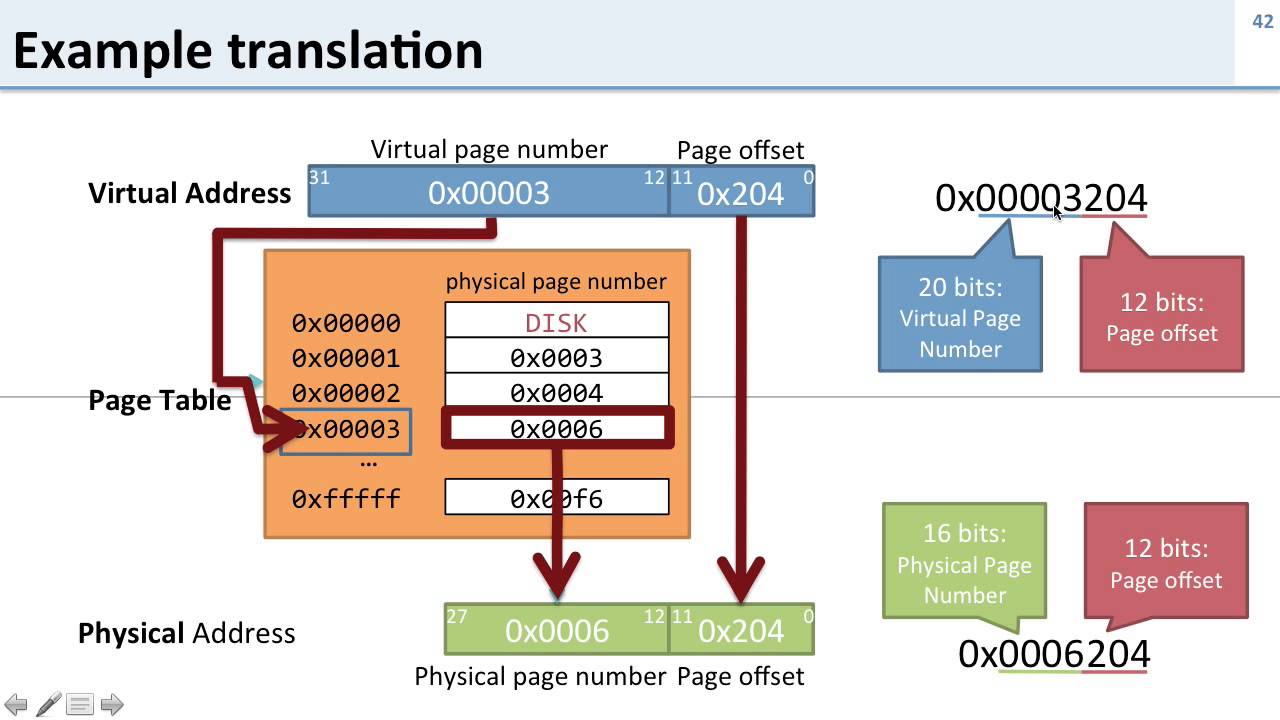 Example translation
42
Virtual page number Page offset
Virtual Address
31 0x00003 12 11 0x204 0
0x00003204
20 bits:
Virtual Page
Number
12 bits:
Page offset
physical page number
0x00000 DISK
0x00001 0x0003
0x00002 0x0004
Page Table
0x00003 0x0006
...
0xfffff 0x00f6
16 bits:
Physical Page
Number
12 bits:
Page offset
Physical Address
27 0x0006 12 11 0x204 0
0x0006204
Physical page number Page offset